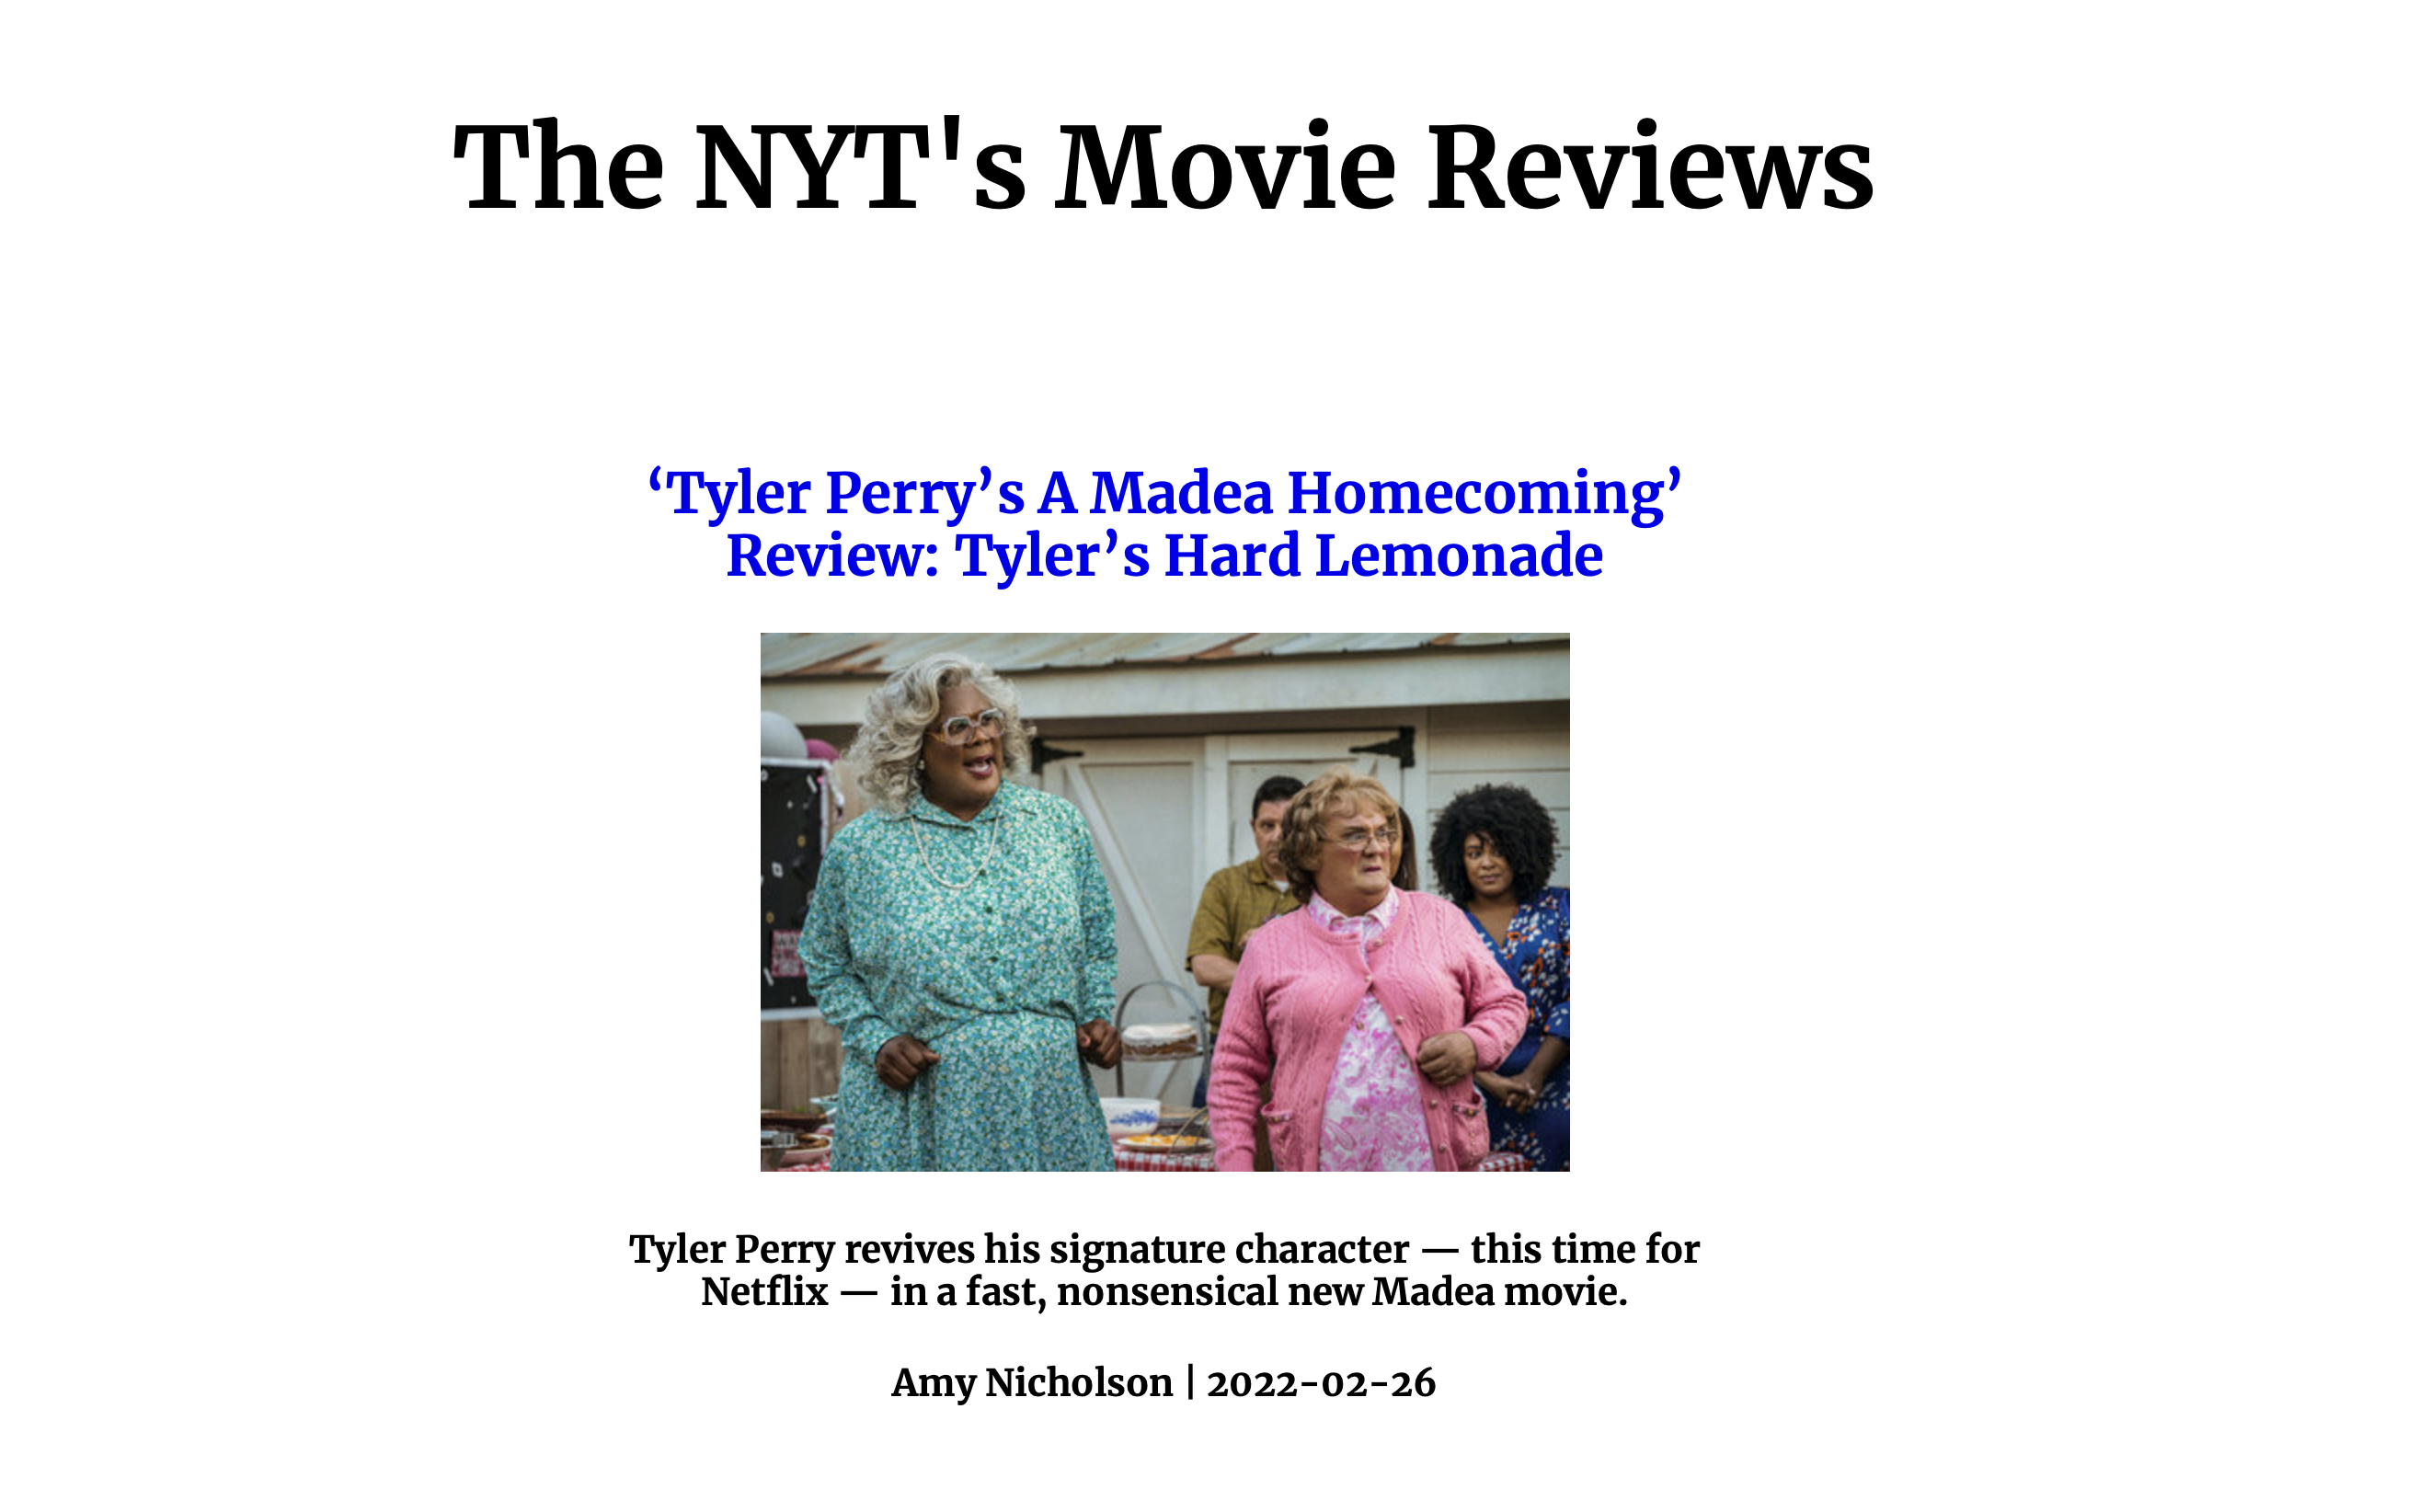 The NYT's Movie Reviews
‘Tyler Perry’s A Madea Homecoming’
Review: Tyler’s Hard Lemonade
Tyler Perry revives his signature character — this time for
Netflix — in a fast, nonsensical new Madea movie.
Amy Nicholson | 2022-02-26